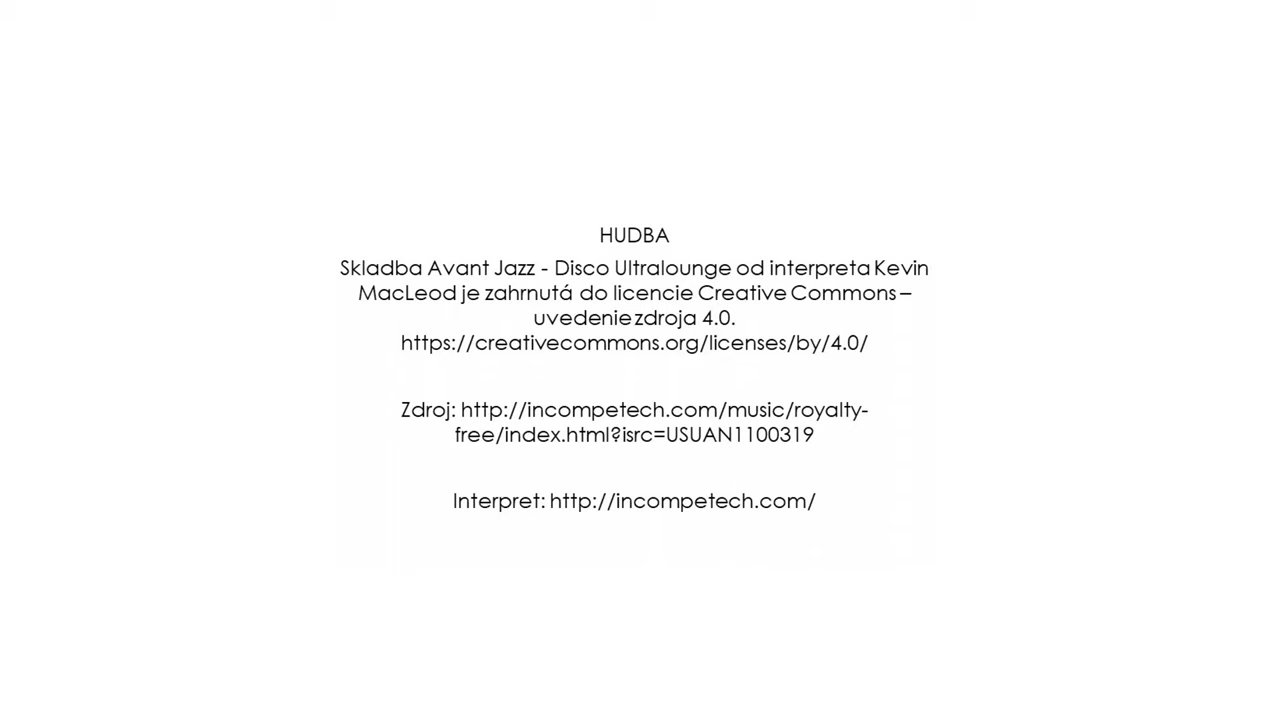 HUDBA
Skladba Avant Jazz - Disco Ultralounge od interpreta Kevin
MacLeod je zahrnutá do licencie Creative Commons –
uvedenie zdroja 4.0.
https://creativecommons.org/licenses/by/4.0/
Zdroj: http://incompetech.com/music/royalty-
free/index.html?isrc=USUAN1100319
Interpret: http://incompetech.com/